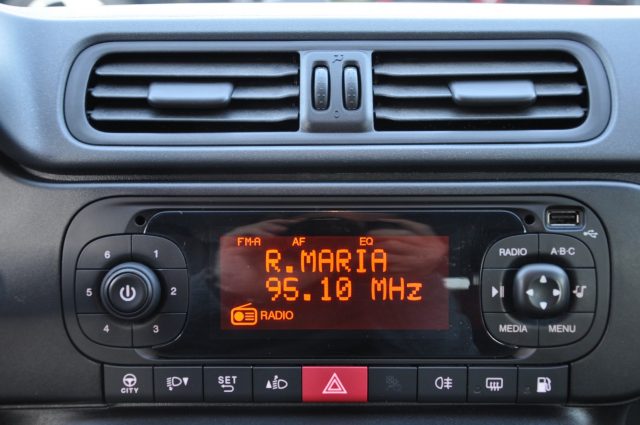 FM-A AF EQ
R.MARIA
95.10 MHz
RADIO
6 1
5 2
4 3
RADIO A·B·C
MEDIA MENU
CITY SET